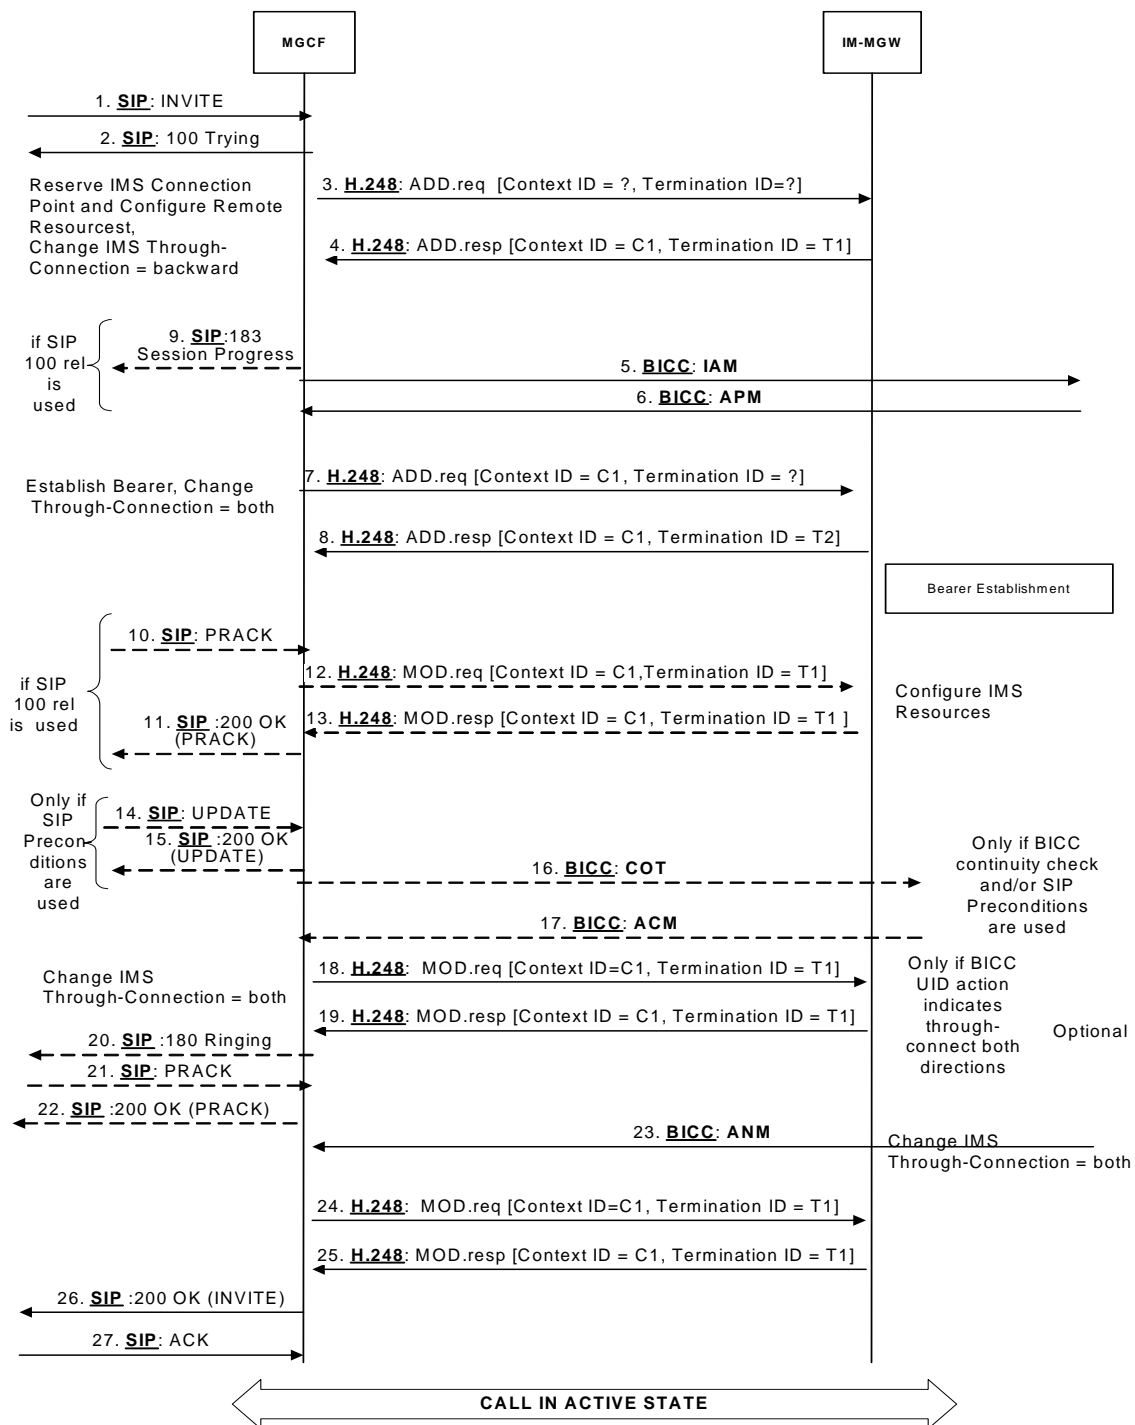 MGCF
IM-MGW
1. SIP: INVITE
2. SIP: 100 Trying
Reserve IMS Connection
Point and Configure Remote
Resourcest,
Change IMS Through-
Connection = backward
3. H.248: ADD.req [Context ID = ?, Termination ID=?]
4. H.248: ADD.resp [Context ID = C1, Termination ID = T1]
if SIP
100 rel
is
used
9. SIP:183
Session Progress
5. BICC: IAM
6. BICC: APM
Establish Bearer, Change
Through-Connection = both
7. H.248: ADD.req [Context ID = C1, Termination ID = ?]
8. H.248: ADD.resp [Context ID = C1, Termination ID = T2]
Bearer Establishment
if SIP
100 rel
is used
10. SIP: PRACK
12. H.248: MOD.req [Context ID = C1,Termination ID = T1]
11. SIP :200 OK
(PRACK)
13. H.248: MOD.resp [Context ID = C1, Termination ID = T1 ]
Configure IMS
Resources
Only if
SIP
Precon
ditions
are
used
14. SIP: UPDATE
15. SIP :200 OK
(UPDATE)
16. BICC: COT
Only if BICC
continuity check
and/or SIP
Preconditions
are used
17. BICC: ACM
Change IMS
Through-Connection = both
18. H.248: MOD.req [Context ID=C1, Termination ID = T1]
19. H.248: MOD.resp [Context ID = C1, Termination ID = T1]
Only if BICC
UID action
indicates
through-
connect both
directions
Optional
20. SIP :180 Ringing
21. SIP: PRACK
22. SIP :200 OK (PRACK)
23. BICC: ANM
Change IMS
Through-Connection = both
24. H.248: MOD.req [Context ID=C1, Termination ID = T1]
25. H.248: MOD.resp [Context ID = C1, Termination ID = T1]
26. SIP :200 OK (INVITE)
27. SIP: ACK
CALL IN ACTIVE STATE